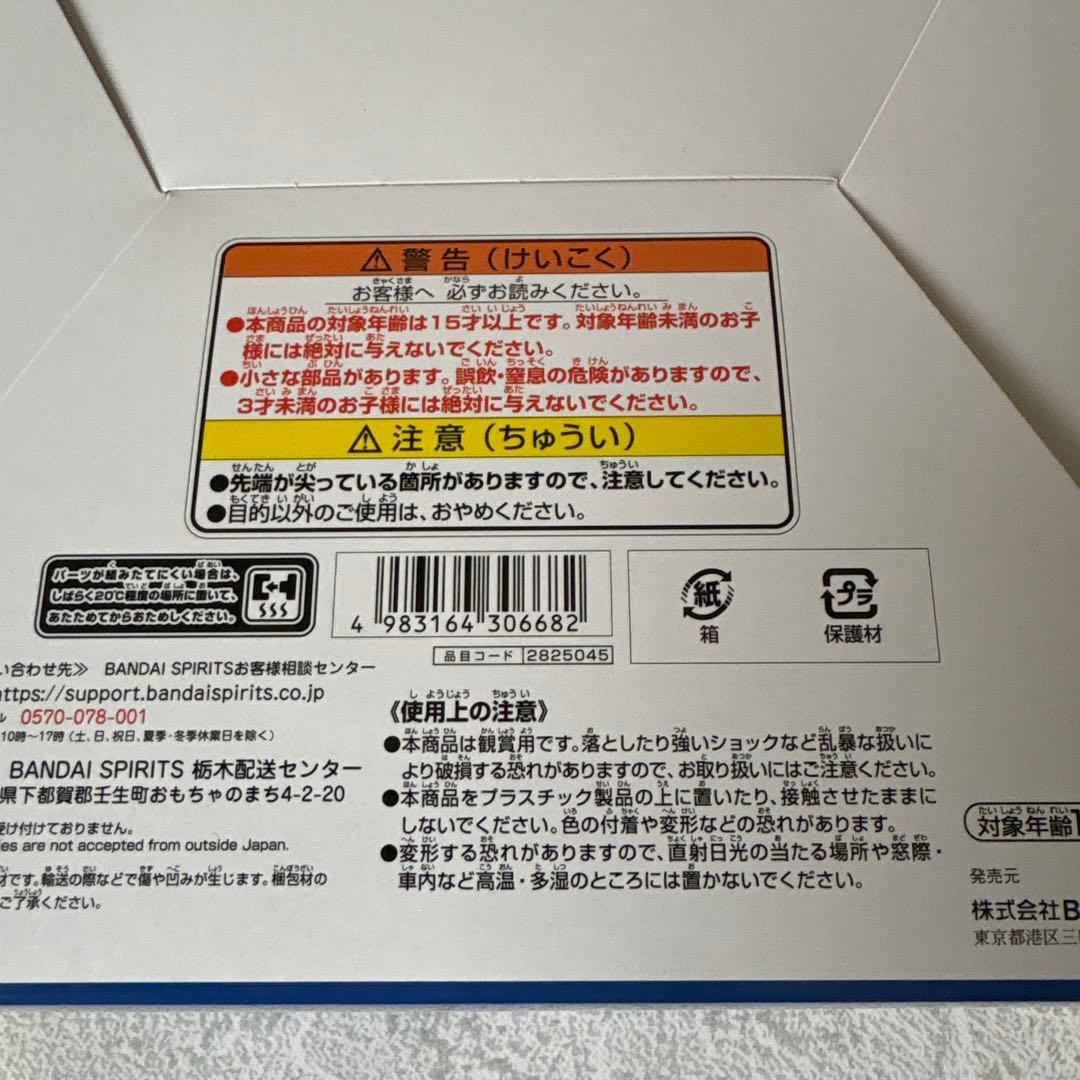 警告（けいこく）
お客様へ 必ずお読みください。
●本商品の対象年齢は15才以上です。対象年齢未満のお子
様には絶対に与えないでください。
●小さな部品があります。誤飲・窒息の危険がありますので、
3才未満のお子様には絶対に与えないでください。
注意（ちゅうい）
●先端が尖っている箇所がありますので、注意してください。
●目的以外のご使用は、おやめください。
パーツが組みたてにくい場合は、
しばらく20℃程度の場所に置いて、
あたためてからおためしください。
4 983164 306682
品目コード 2825045
紙
箱
プラ
保護材
い合わせ先≫ BANDAI SPIRITSお客様相談センター
https://support.bandaispirits.co.jp
ル 0570-078-001
10時〜17時（土、日、祝日、夏季・冬季休業日を除く）
BANDAI SPIRITS 栃木配送センター
県下都賀郡壬生町おもちゃのまち4-2-20
受け付けておりません。
ies are not accepted from outside Japan.
材です。輸送の際などで傷や凹みが生じます。梱包材の
ご了承ください。
《使用上の注意》
●本商品は観賞用です。落としたり強いショックなど乱暴な扱いに
より破損する恐れがありますので、お取り扱いにはご注意ください。
●本商品をプラスチック製品の上に置いたり、接触させたままに
しないでください。色の付着や変形などの恐れがあります。
●変形する恐れがありますので、直射日光の当たる場所や窓際・
車内など高温・多湿のところには置かないでください。
対象年齢1
発売元
株式会社B
東京都港区三